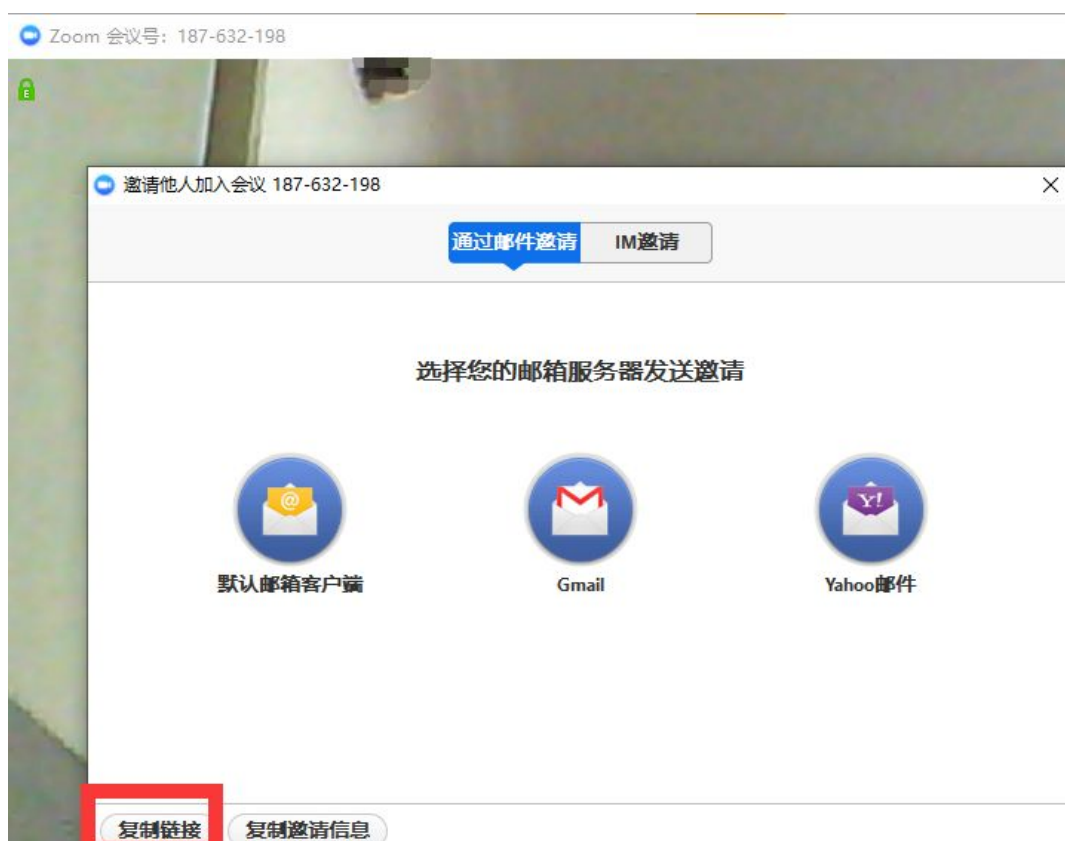 Zoom 会议号: 187-632-198
E
邀请他人加入会议 187-632-198
通过邮件邀请 IM邀请
选择您的邮箱服务器发送邀请
@ Y!
默认邮箱客户端 Gmail Yahoo邮件
复制链接 复制邀请信息